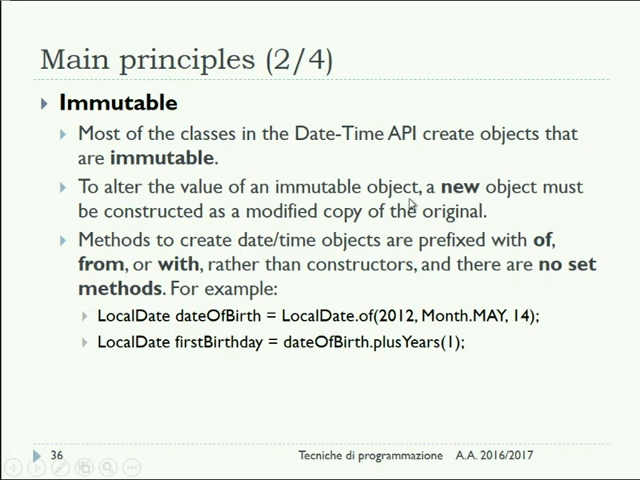 Main principles (2/4)
Immutable
Most of the classes in the Date-Time API create objects that
are immutable.
To alter the value of an immutable object, a new object must
be constructed as a modified copy of the original.
Methods to create date/time objects are prefixed with of,
from, or with, rather than constructors, and there are no set
methods. For example:
LocalDate dateOfBirth = LocalDate.of(2012, Month.MAY, 14);
LocalDate firstBirthday = dateOfBirth.plusYears(1);
36 Tecniche di programmazione A.A. 2016/2017